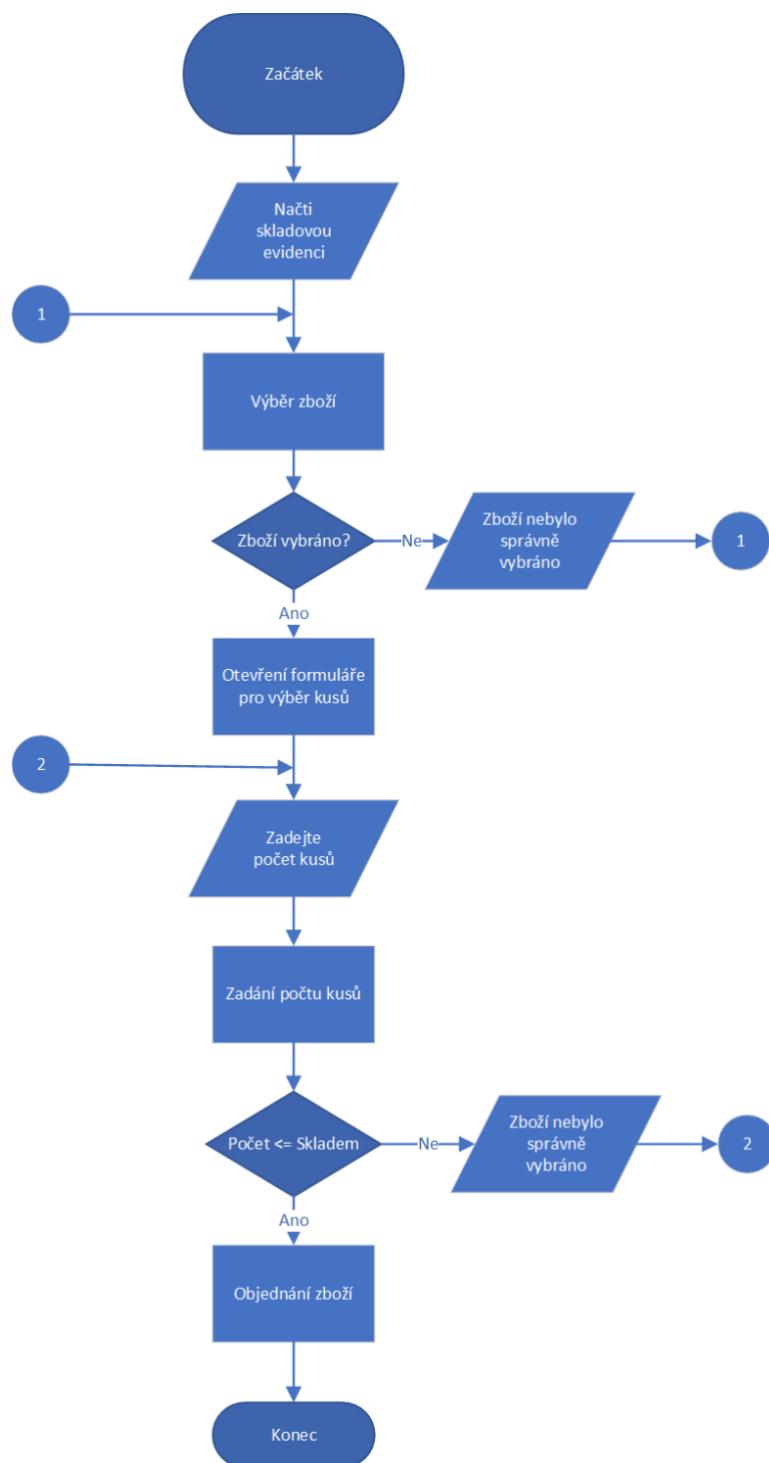 Začátek
Načti
skladovou
evidenci
1
Výběr zboží
Zboží vybráno?
Ne
Zboží nebylo
správně
vybráno
1
Ano
Otevření formuláře
pro výběr kusů
2
Zadejte
počet kusů
Zadání počtu kusů
Počet <= Skladem
Ne
Zboží nebylo
správně
vybráno
2
Ano
Objednání zboží
Konec